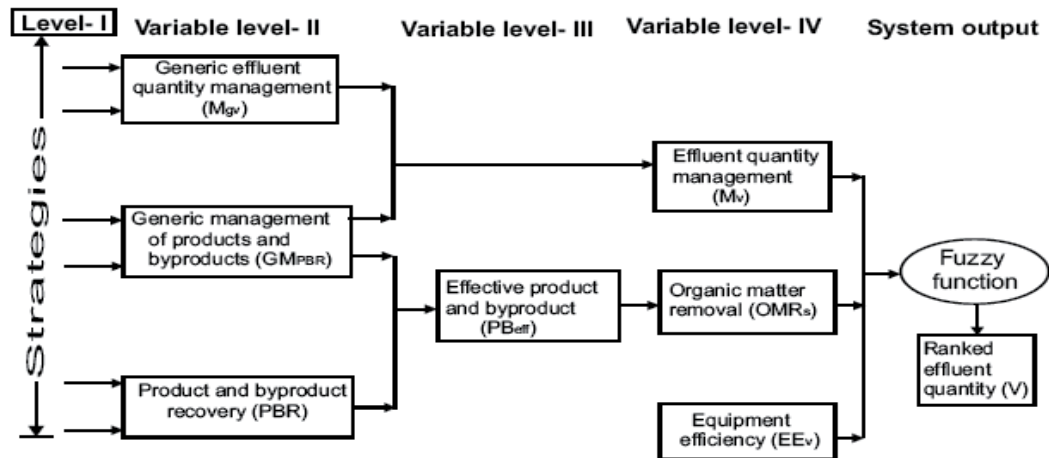 Level- I
Variable level- II
Variable level- III
Variable level- IV
System output
Strategies
Generic effluent
quantity management
(Mgv)
Generic management
of products and
byproducts (GMPBR)
Product and byproduct
recovery (PBR)
Effective product
and byproduct
(PBeff)
Effluent quantity
management
(Mv)
Organic matter
removal (OMRs)
Equipment
efficiency (EEv)
Fuzzy
function
Ranked
effluent
quantity (V)